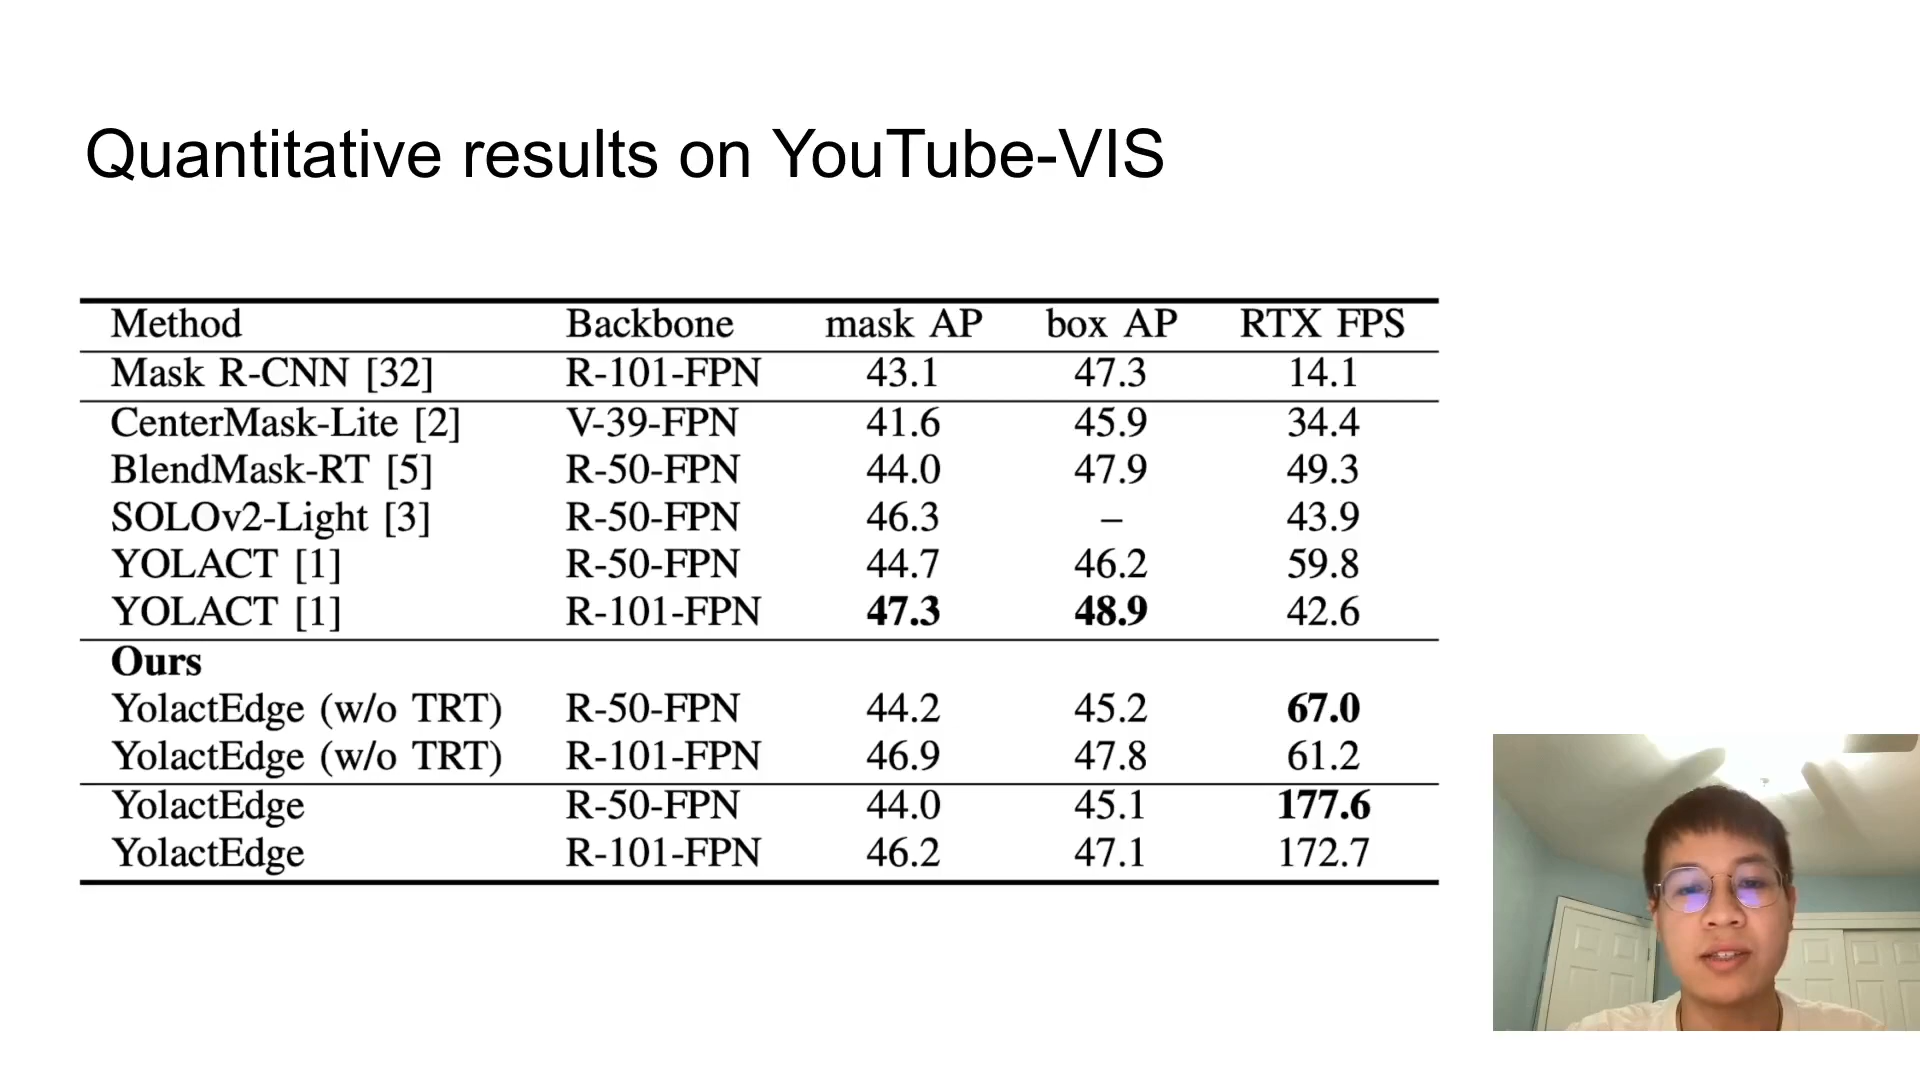 Quantitative results on YouTube-VIS
Method Backbone mask AP box AP RTX FPS
Mask R-CNN [32] R-101-FPN 43.1 47.3 14.1
CenterMask-Lite [2] V-39-FPN 41.6 45.9 34.4
BlendMask-RT [5] R-50-FPN 44.0 47.9 49.3
SOLOv2-Light [3] R-50-FPN 46.3 – 43.9
YOLACT [1] R-50-FPN 44.7 46.2 59.8
YOLACT [1] R-101-FPN 47.3 48.9 42.6
Ours
YolactEdge (w/o TRT) R-50-FPN 44.2 45.2 67.0
YolactEdge (w/o TRT) R-101-FPN 46.9 47.8 61.2
YolactEdge R-50-FPN 44.0 45.1 177.6
YolactEdge R-101-FPN 46.2 47.1 172.7